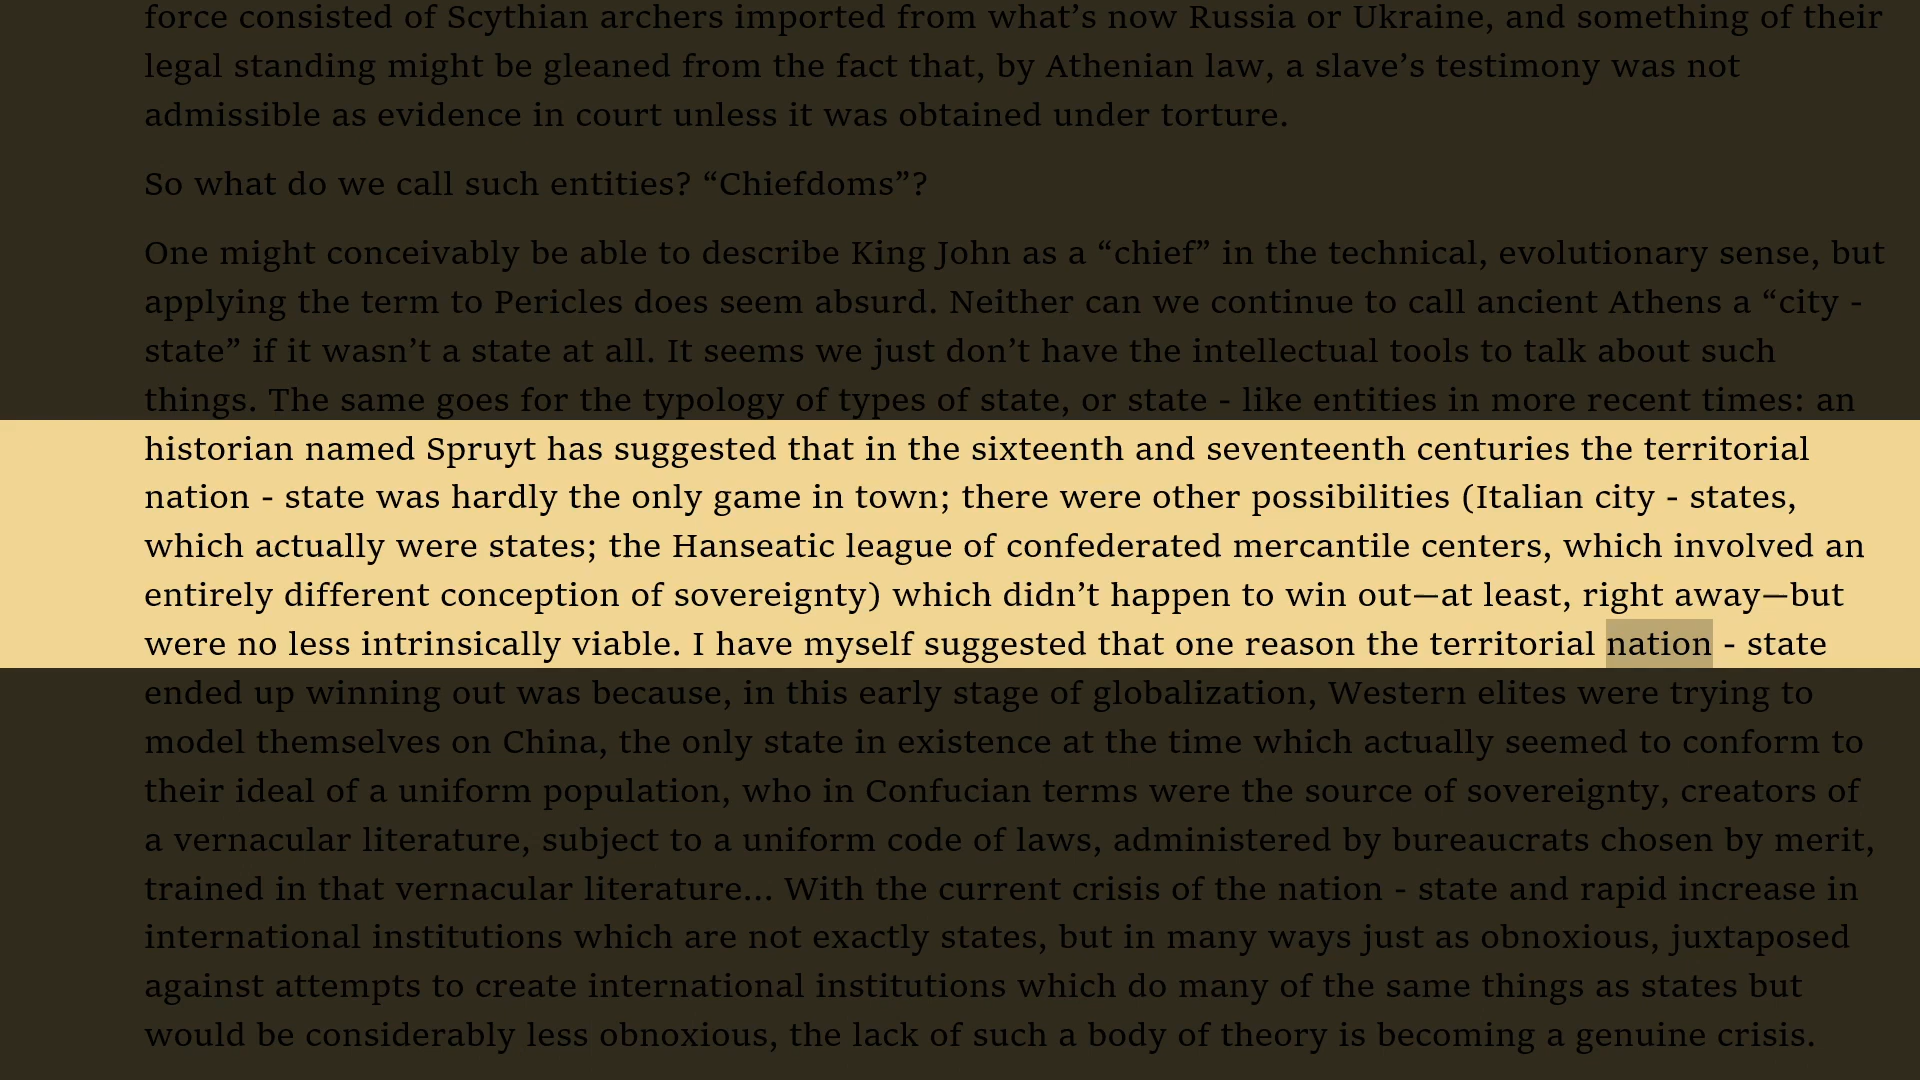 force consisted of Scythian archers imported from what’s now Russia or Ukraine, and something of their
legal standing might be gleaned from the fact that, by Athenian law, a slave’s testimony was not
admissible as evidence in court unless it was obtained under torture.
So what do we call such entities? “Chiefdoms”?
One might conceivably be able to describe King John as a “chief” in the technical, evolutionary sense, but
applying the term to Pericles does seem absurd. Neither can we continue to call ancient Athens a “city -
state” if it wasn’t a state at all. It seems we just don’t have the intellectual tools to talk about such
things. The same goes for the typology of types of state, or state - like entities in more recent times: an
historian named Spruyt has suggested that in the sixteenth and seventeenth centuries the territorial
nation - state was hardly the only game in town; there were other possibilities (Italian city - states,
which actually were states; the Hanseatic league of confederated mercantile centers, which involved an
entirely different conception of sovereignty) which didn’t happen to win out—at least, right away—but
were no less intrinsically viable. I have myself suggested that one reason the territorial nation - state
ended up winning out was because, in this early stage of globalization, Western elites were trying to
model themselves on China, the only state in existence at the time which actually seemed to conform to
their ideal of a uniform population, who in Confucian terms were the source of sovereignty, creators of
a vernacular literature, subject to a uniform code of laws, administered by bureaucrats chosen by merit,
trained in that vernacular literature... With the current crisis of the nation - state and rapid increase in
international institutions which are not exactly states, but in many ways just as obnoxious, juxtaposed
against attempts to create international institutions which do many of the same things as states but
would be considerably less obnoxious, the lack of such a body of theory is becoming a genuine crisis.